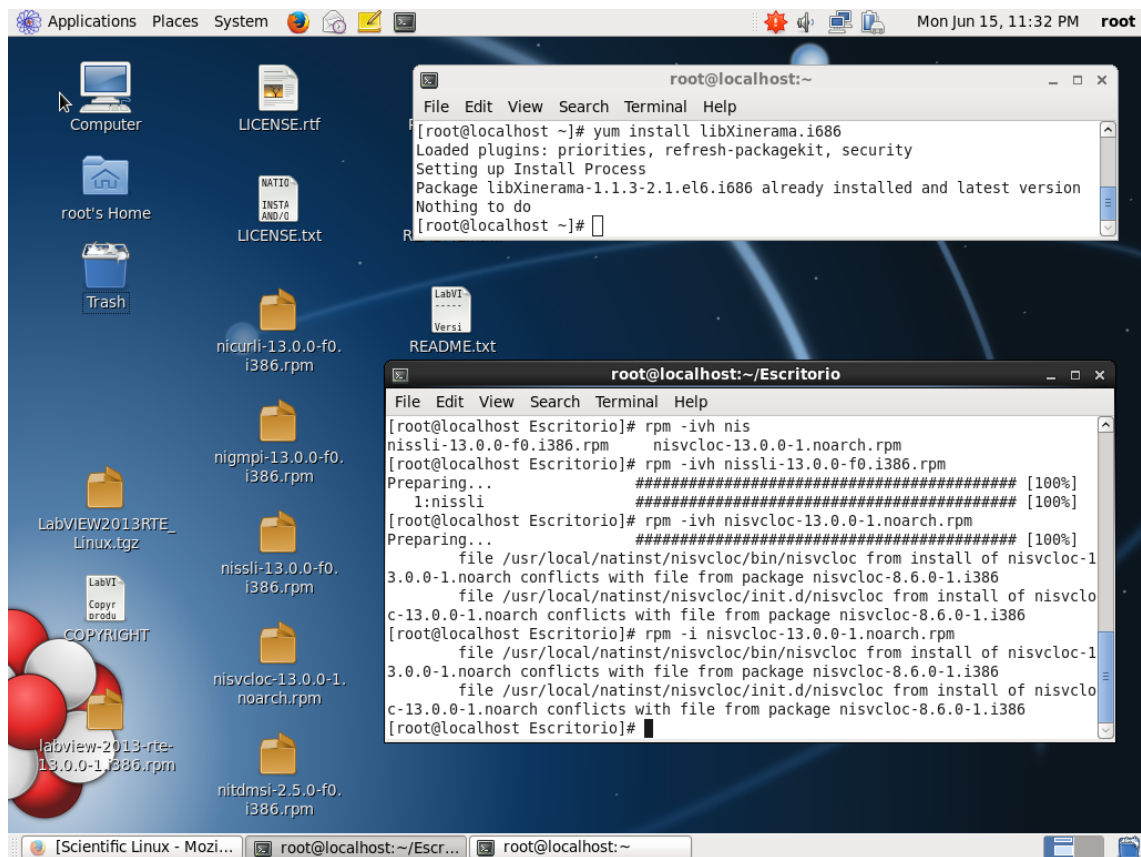 Applications Places System
Mon Jun 15, 11:32 PM root
Computer
root's Home
Trash
LabVIEW2013RTE_
Linux.tgz
LabVI
Copyr
produ
COPYRIGHT
labview-2013-rte-
13.0.0-1.i386.rpm
LICENSE.rtf
NATIO
INSTA
AND/O
LICENSE.txt
nicurli-13.0.0-f0.
i386.rpm
nigmpi-13.0.0-f0.
i386.rpm
nissli-13.0.0-f0.
i386.rpm
nisvcloc-13.0.0-1.
noarch.rpm
nitdmsi-2.5.0-f0.
i386.rpm
LabVI
-----
Versi
README.txt
root@localhost:~
File Edit View Search Terminal Help
[root@localhost ~]# yum install libXinerama.i686
Loaded plugins: priorities, refresh-packagekit, security
Setting up Install Process
Package libXinerama-1.1.3-2.1.el6.i686 already installed and latest version
Nothing to do
[root@localhost ~]#
root@localhost:~/Escritorio
File Edit View Search Terminal Help
[root@localhost Escritorio]# rpm -ivh nis
nissli-13.0.0-f0.i386.rpm nisvcloc-13.0.0-1.noarch.rpm
[root@localhost Escritorio]# rpm -ivh nissli-13.0.0-f0.i386.rpm
Preparing... ########################################### [100%]
1:nissli ########################################### [100%]
[root@localhost Escritorio]# rpm -ivh nisvcloc-13.0.0-1.noarch.rpm
Preparing... ########################################### [100%]
file /usr/local/natinst/nisvcloc/bin/nisvcloc from install of nisvcloc-1
3.0.0-1.noarch conflicts with file from package nisvcloc-8.6.0-1.i386
file /usr/local/natinst/nisvcloc/init.d/nisvcloc from install of nisvclo
c-13.0.0-1.noarch conflicts with file from package nisvcloc-8.6.0-1.i386
[root@localhost Escritorio]# rpm -i nisvcloc-13.0.0-1.noarch.rpm
file /usr/local/natinst/nisvcloc/bin/nisvcloc from install of nisvcloc-1
3.0.0-1.noarch conflicts with file from package nisvcloc-8.6.0-1.i386
file /usr/local/natinst/nisvcloc/init.d/nisvcloc from install of nisvclo
c-13.0.0-1.noarch conflicts with file from package nisvcloc-8.6.0-1.i386
[root@localhost Escritorio]#
[Scientific Linux - Mozi...
root@localhost:~/Escr...
root@localhost:~